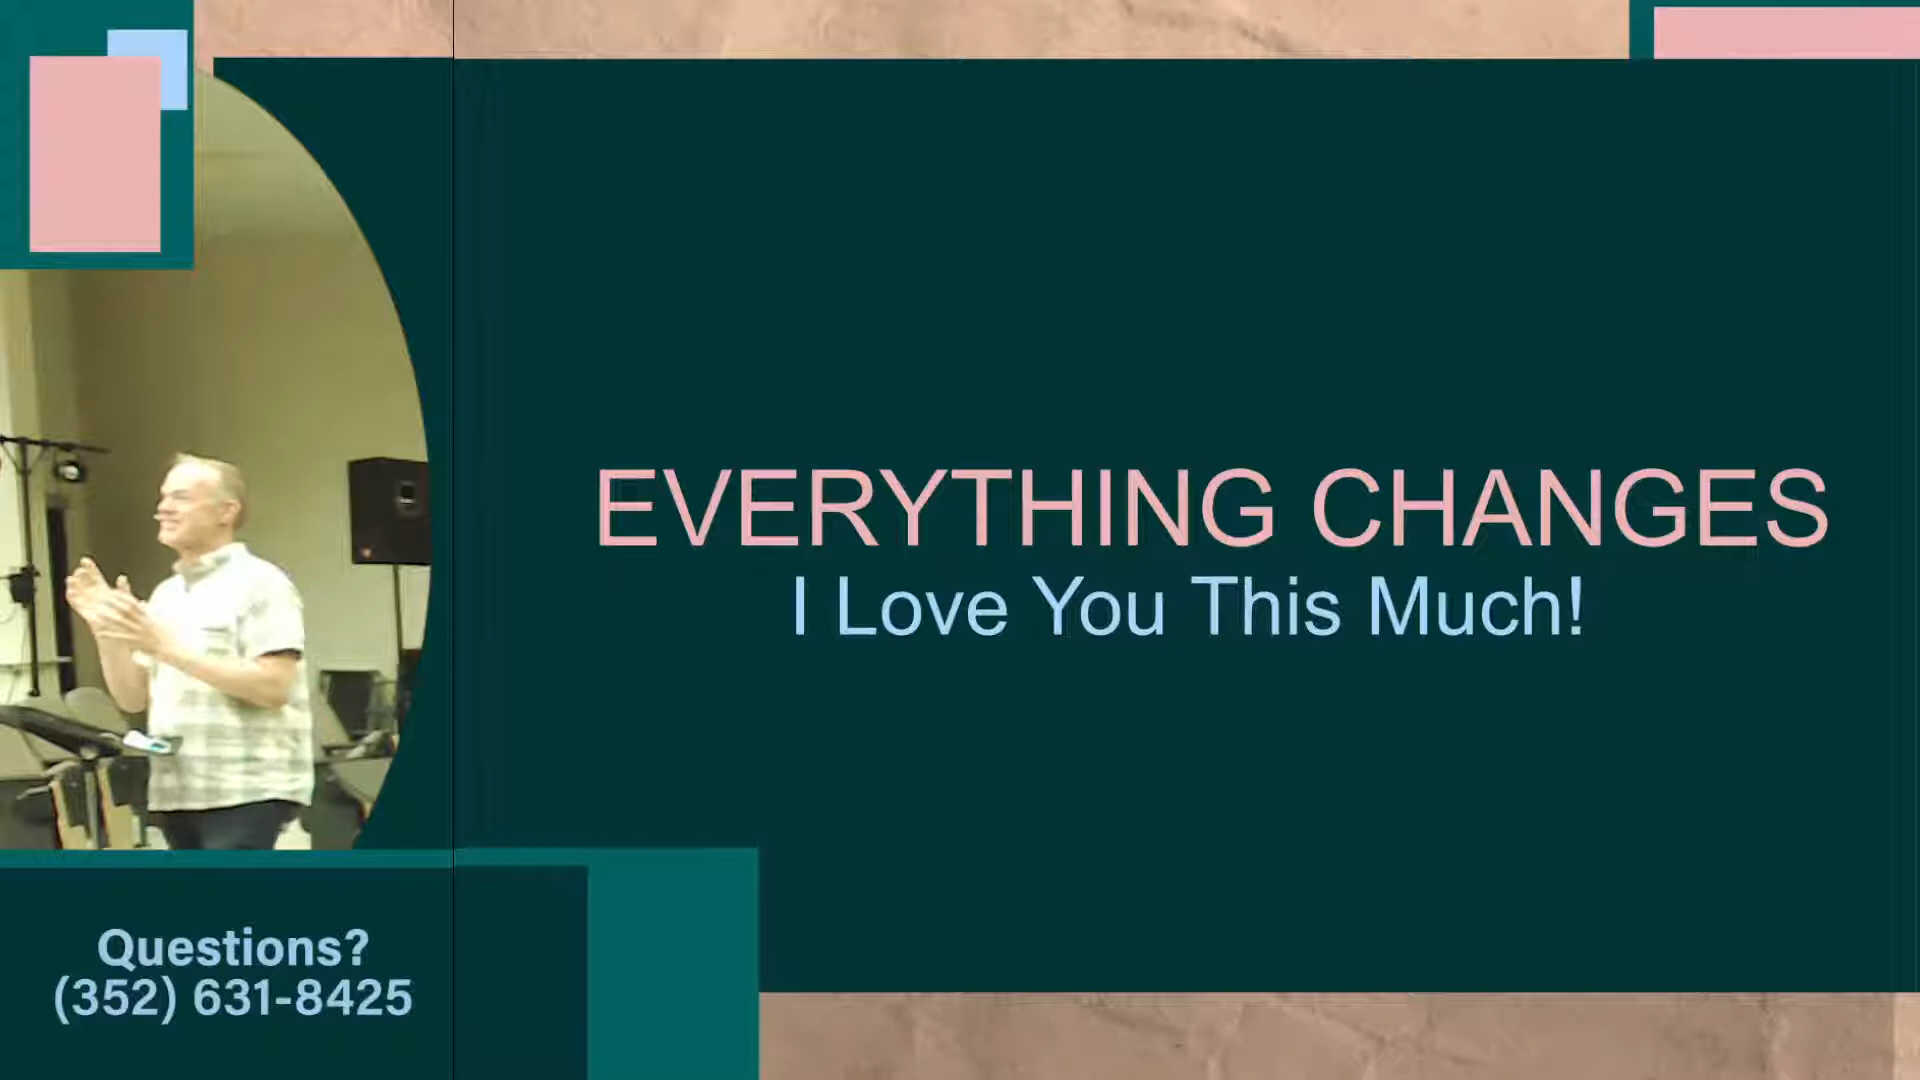 EVERYTHING CHANGES
I Love You This Much!
Questions?
(352) 631-8425